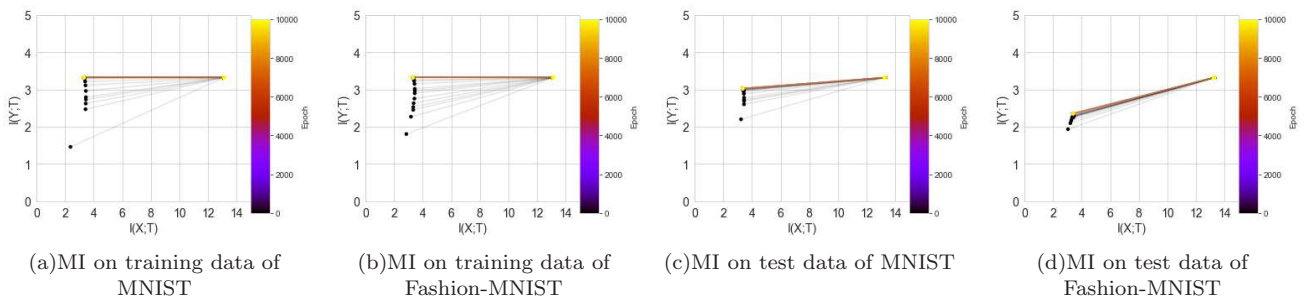 5
4
3
2
1
0
I(Y;T)
0 2 4 6 8 10 12 14
I(X;T)
10000
8000
6000
4000
2000
0
Epoch
(a)MI on training data of
MNIST
5
4
3
2
1
0
I(Y;T)
0 2 4 6 8 10 12 14
I(X;T)
10000
8000
6000
4000
2000
0
Epoch
(b)MI on training data of
Fashion-MNIST
5
4
3
2
1
0
I(Y;T)
0 2 4 6 8 10 12 14
I(X;T)
10000
8000
6000
4000
2000
0
Epoch
(c)MI on test data of MNIST
5
4
3
2
1
0
I(Y;T)
0 2 4 6 8 10 12 14
I(X;T)
10000
8000
6000
4000
2000
0
Epoch
(d)MI on test data of
Fashion-MNIST